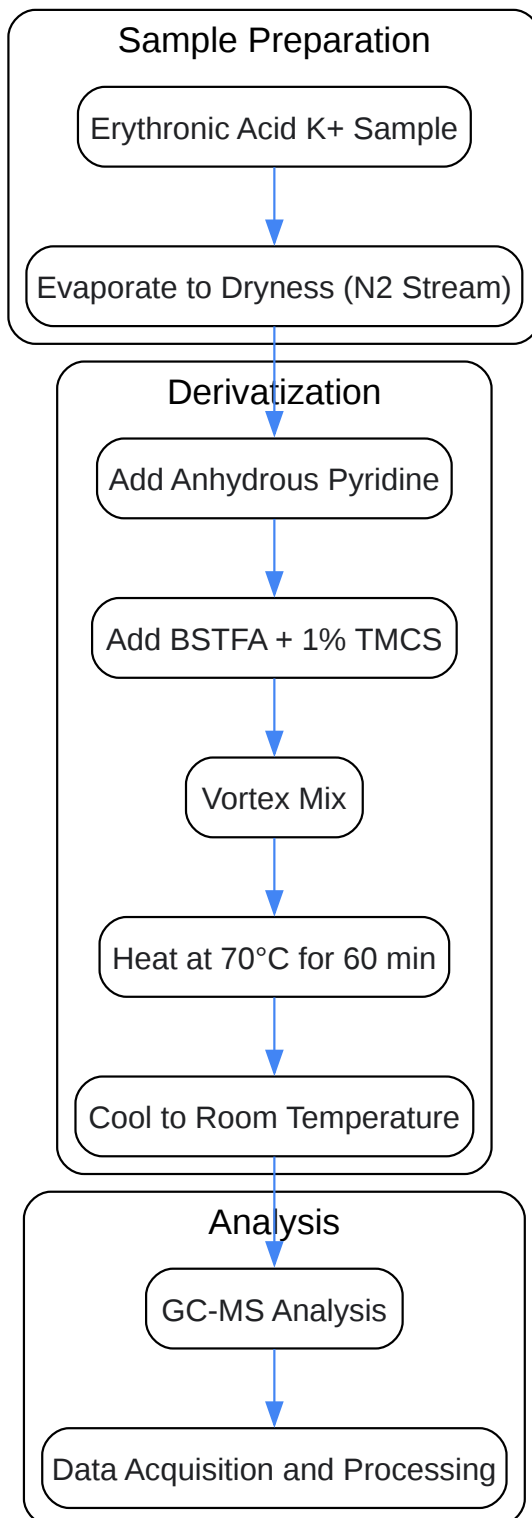 Sample Preparation
Erythronic Acid K+ Sample
Evaporate to Dryness (N2 Stream)
Derivatization
Add Anhydrous Pyridine
Add BSTFA + 1% TMCS
Vortex Mix
Heat at 70°C for 60 min
Cool to Room Temperature
Analysis
GC-MS Analysis
Data Acquisition and Processing